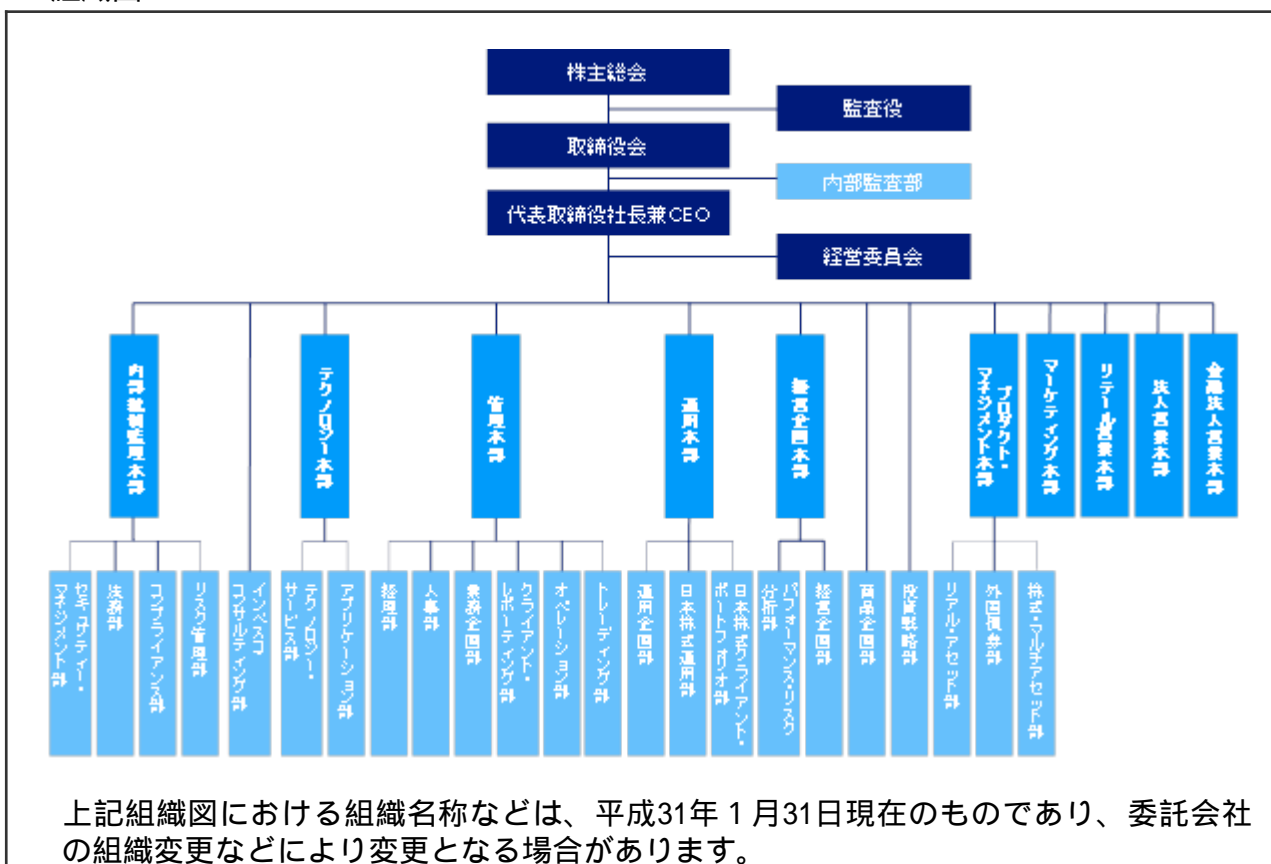 株主総会
監査役
取締役会
内部監査部
代表取締役社長兼CEO
経営委員会
内部統制監理本部
テクノロジー本部
管理本部
運用本部
経営企画本部
プロダクト・
マネジメント本部
マーケティング本部
リテール営業本部
法人営業本部
金融法人営業本部
セキュリティー・
マネジメント部
法務部
コンプライアンス部
リスク管理部
インベスコ
コンサルティング部
テクノロジー・
サービス部
アプリケーション部
経理部
人事部
業務企画部
クライアント・
レポーティング部
オペレーション部
トレーディング部
運用企画部
日本株式運用部
日本株式クライアント・
ポートフォリオ部
パフォーマンス・リスク
分析部
経営企画部
商品企画部
投資戦略部
リアル・アセット部
外国債券部
株式・マルチアセット部
上記組織図における組織名称などは、平成31年１月31日現在のものであり、委託会社
の組織変更などにより変更となる場合があります。